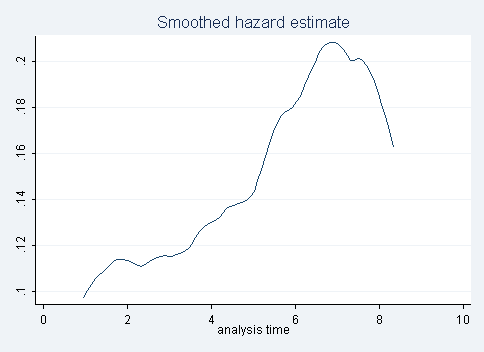 Smoothed hazard estimate
.2
.18
.16
.14
.12
.1
0 2 4 6 8 10
analysis time